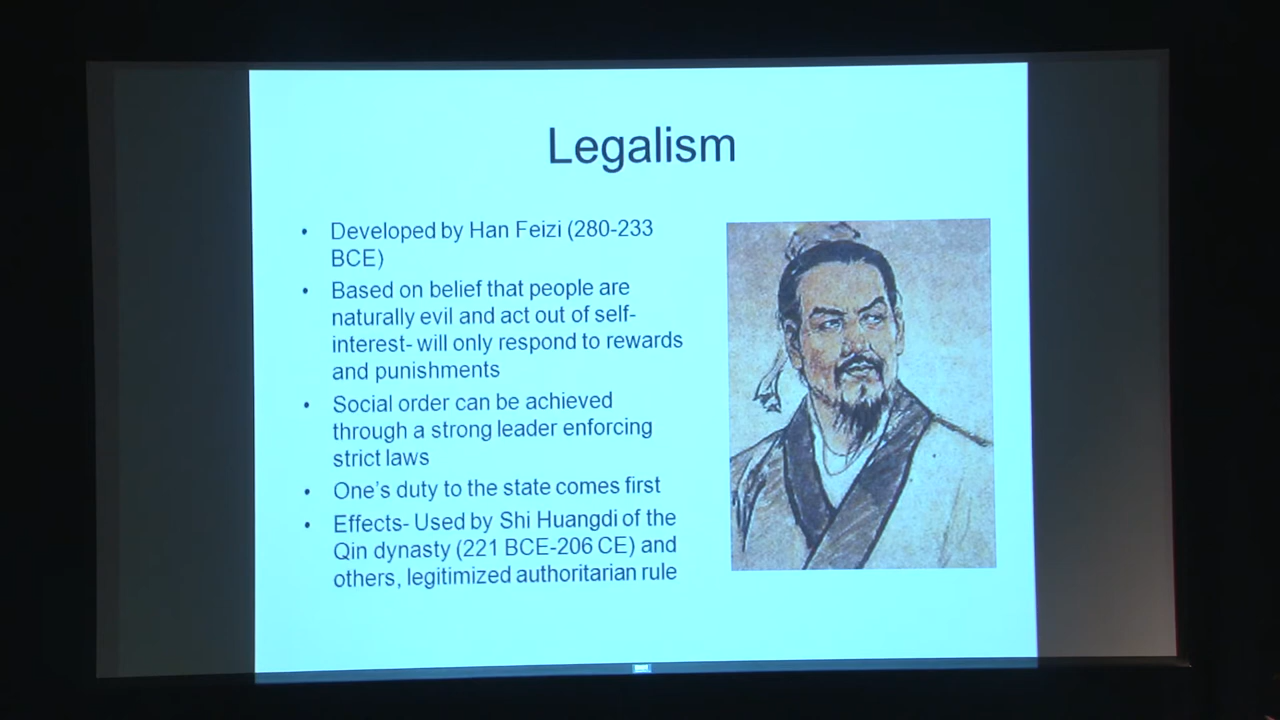 Legalism
• Developed by Han Feizi (280-233
BCE)
• Based on belief that people are
naturally evil and act out of self-
interest- will only respond to rewards
and punishments
• Social order can be achieved
through a strong leader enforcing
strict laws
• One's duty to the state comes first
• Effects- Used by Shi Huangdi of the
Qin dynasty (221 BCE-206 CE) and
others, legitimized authoritarian rule